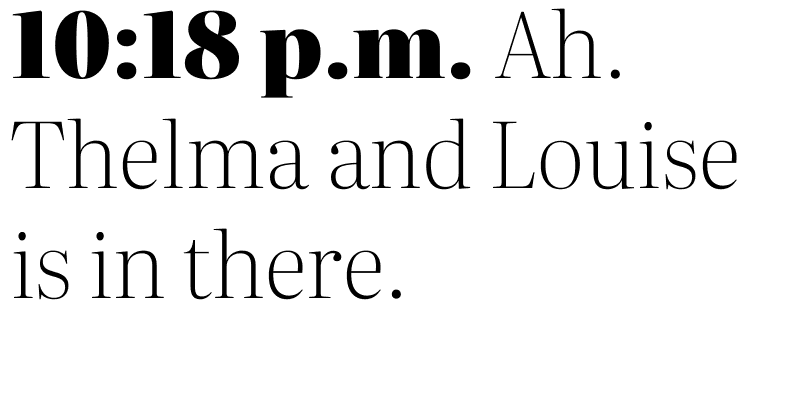 10:18 p.m. Ah.
Thelma and Louise
is in there.